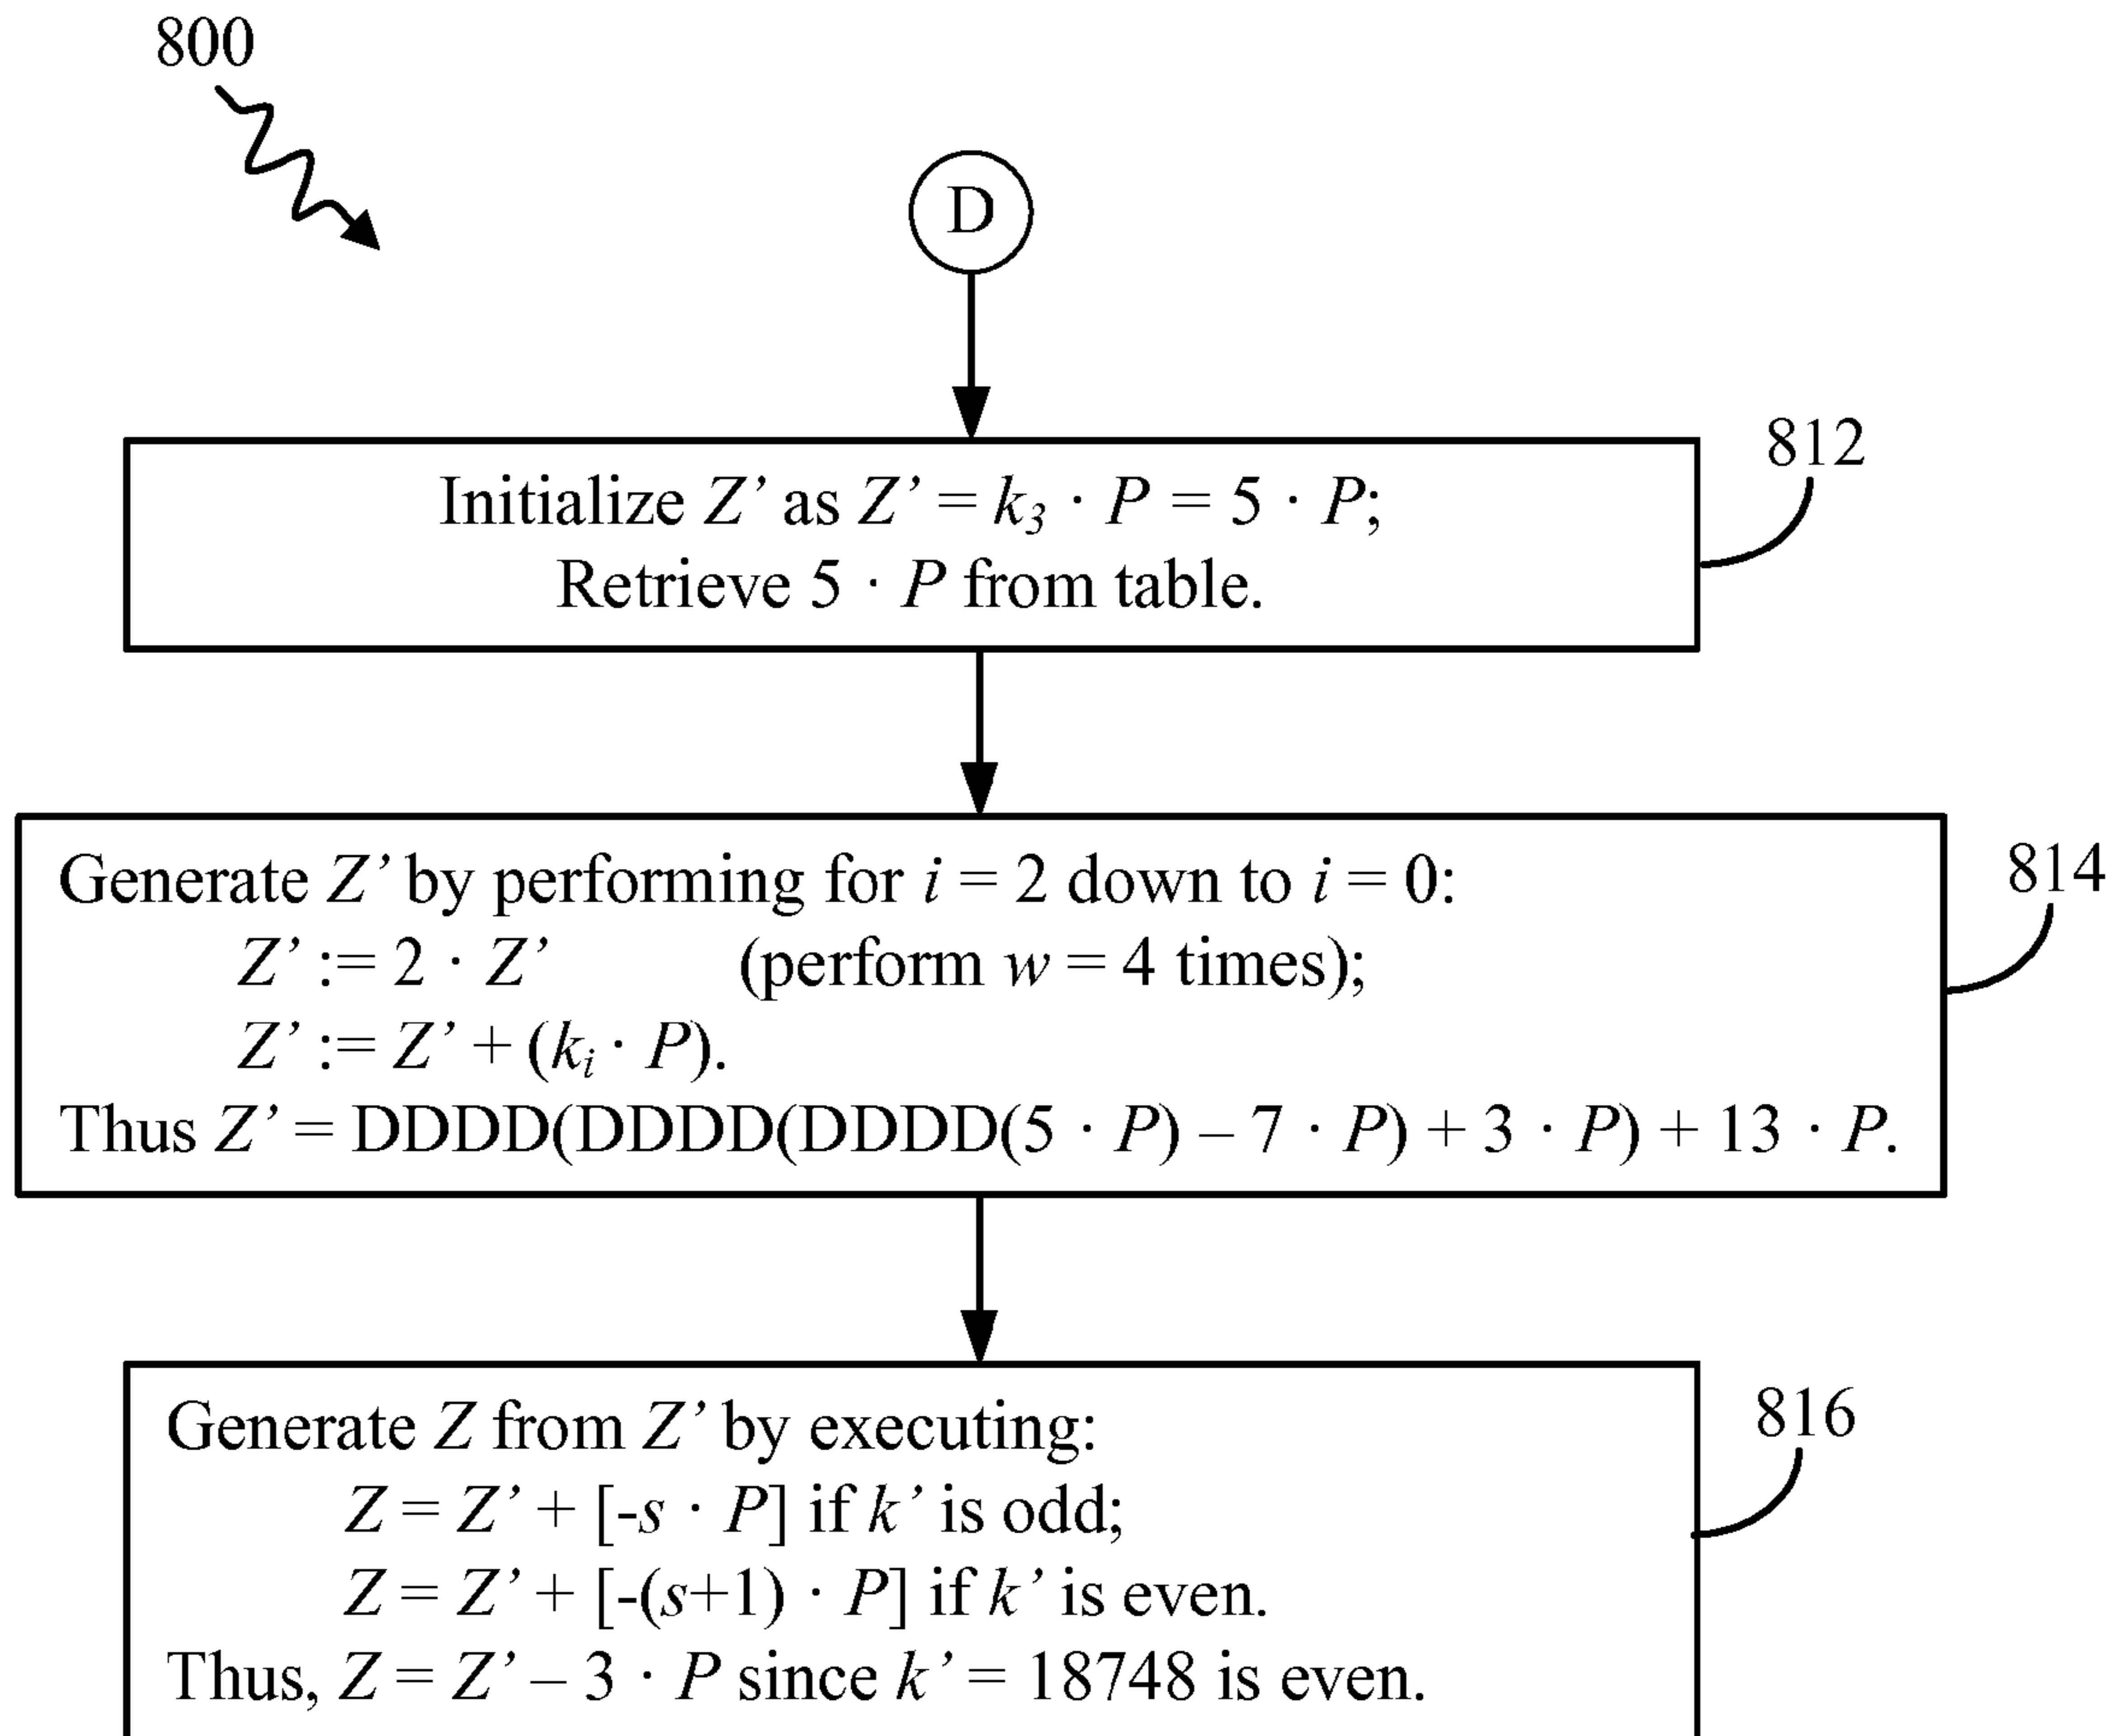 800
D
812
Initialize Z’ as Z’ = k₃ · P = 5 · P;
Retrieve 5 · P from table.
814
Generate Z’ by performing for i = 2 down to i = 0:
Z’ := 2 · Z’ (perform w = 4 times);
Z’ := Z’ + (kᵢ · P).
Thus Z’ = DDDD(DDDD(DDDD(5 · P) – 7 · P) + 3 · P) + 13 · P.
816
Generate Z from Z’ by executing:
Z = Z’ + [-s · P] if k’ is odd;
Z = Z’ + [-(s+1) · P] if k’ is even.
Thus, Z = Z’ – 3 · P since k’ = 18748 is even.